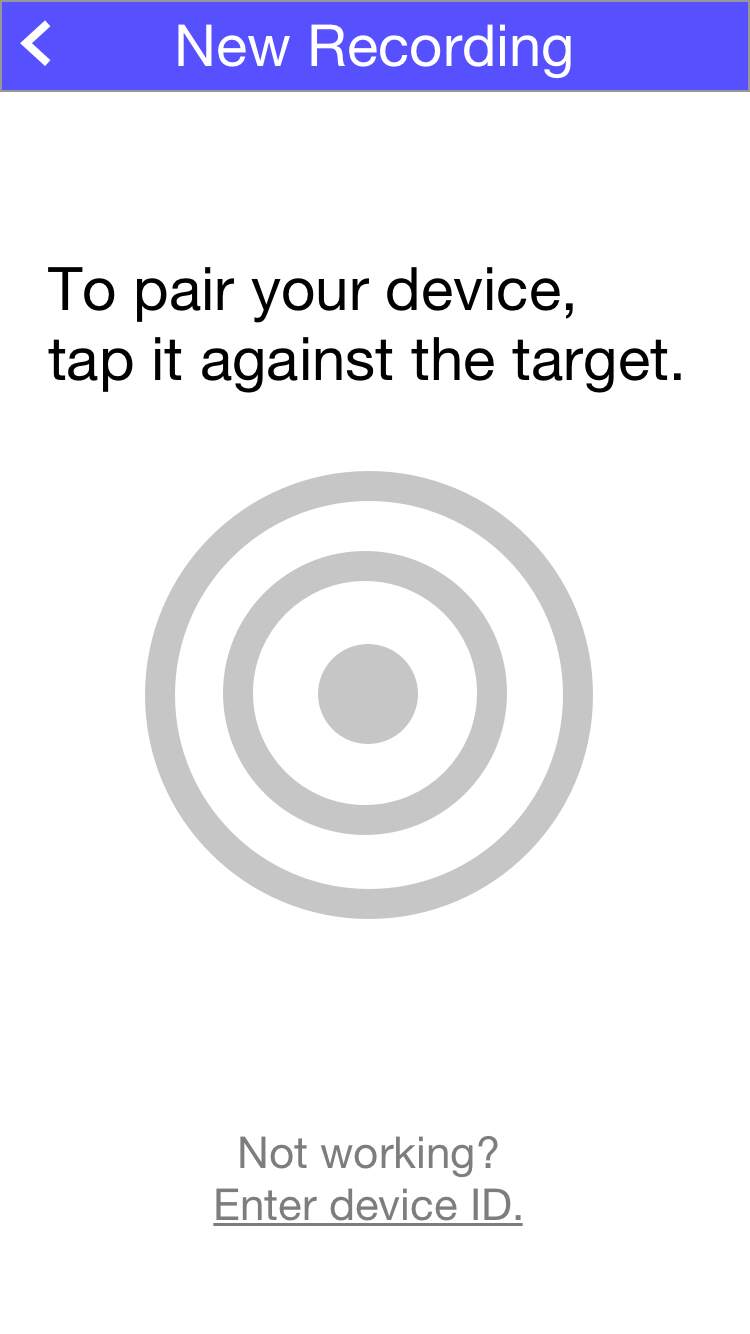 New Recording
To pair your device,
tap it against the target.
Not working?
Enter device ID.